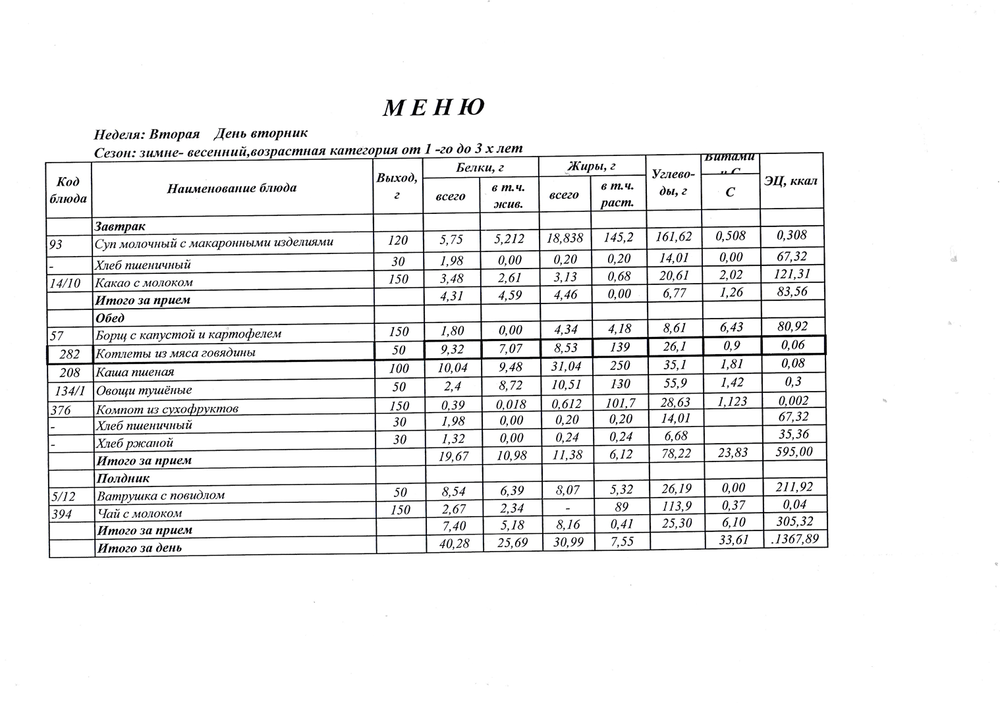 МЕНЮ
Неделя: Вторая День вторник
Сезон: зимне- весенний,возрастная категория от 1 -го до 3 х лет
Код блюда Наименование блюда Выход, г Белки, г Жиры, г Углево-ды, г Витами н С ЭЦ, ккал
всего в т.ч. жив. всего в т.ч. раст. С
Завтрак
93 Суп молочный с макаронными изделиями 120 5,75 5,212 18,838 145,2 161,62 0,508 0,308
- Хлеб пшеничный 30 1,98 0,00 0,20 0,20 14,01 0,00 67,32
14/10 Какао с молоком 150 3,48 2,61 3,13 0,68 20,61 2,02 121,31
Итого за прием 4,31 4,59 4,46 0,00 6,77 1,26 83,56
Обед
57 Борщ с капустой и картофелем 150 1,80 0,00 4,34 4,18 8,61 6,43 80,92
282 Котлеты из мяса говядины 50 9,32 7,07 8,53 139 26,1 0,9 0,06
208 Каша пшеная 100 10,04 9,48 31,04 250 35,1 1,81 0,08
134/1 Овощи тушёные 50 2,4 8,72 10,51 130 55,9 1,42 0,3
376 Компот из сухофруктов 150 0,39 0,018 0,612 101,7 28,63 1,123 0,002
- Хлеб пшеничный 30 1,98 0,00 0,20 0,20 14,01 67,32
- Хлеб ржаной 30 1,32 0,00 0,24 0,24 6,68 35,36
Итого за прием 19,67 10,98 11,38 6,12 78,22 23,83 595,00
Полдник
5/12 Ватрушка с повидлом 50 8,54 6,39 8,07 5,32 26,19 0,00 211,92
394 Чай с молоком 150 2,67 2,34 - 89 113,9 0,37 0,04
Итого за прием 7,40 5,18 8,16 0,41 25,30 6,10 305,32
Итого за день 40,28 25,69 30,99 7,55 33,61 .1367,89